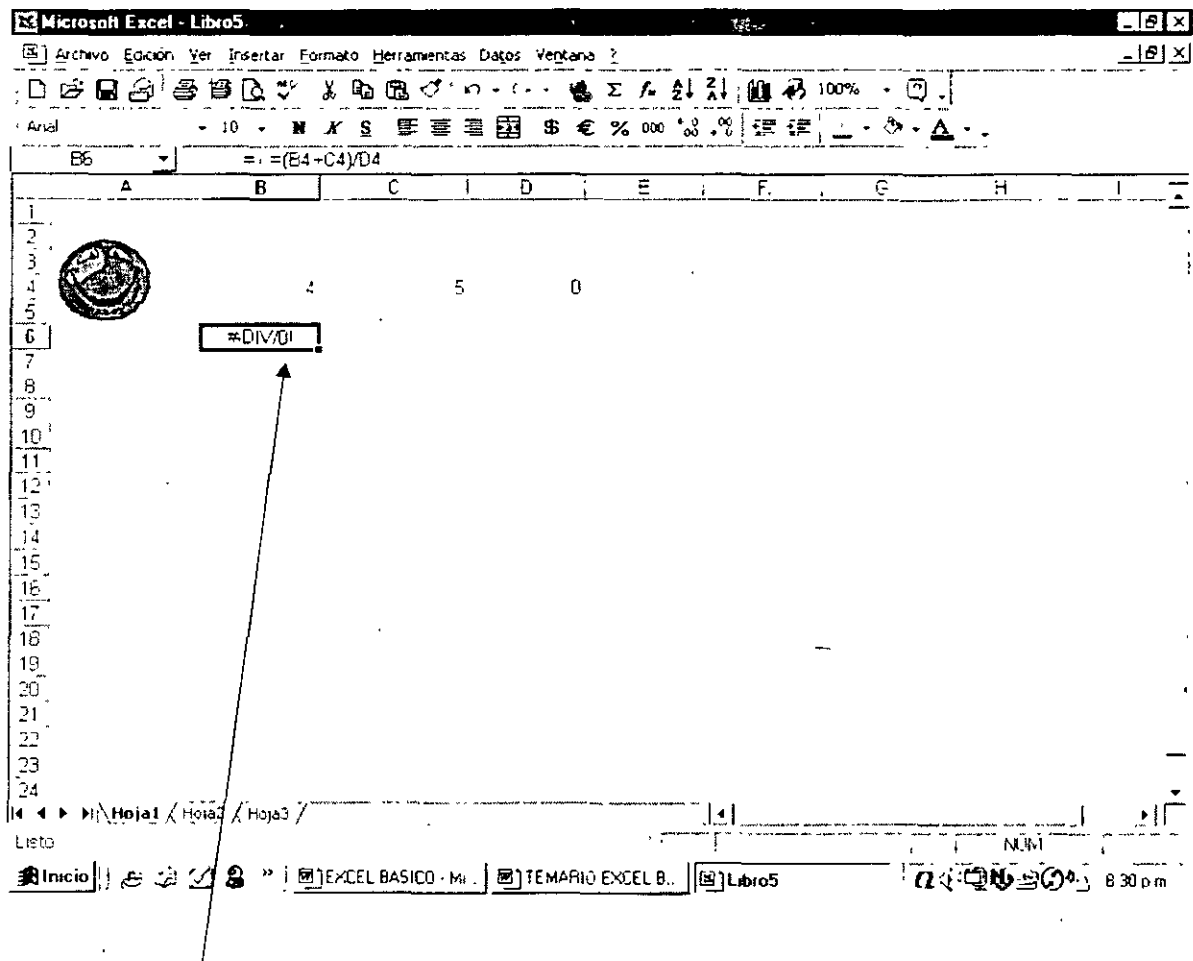 Microsoft Excel - Libro5
Archivo Edición Ver Insertar Formato Herramientas Datos Ventana ?
100%
Arial 10 N K S $ € % 000
B6 = =(B4+C4)/D4
A B C D E F G H I
1
2
3
4 4 5 0
5
6 #DIV/0!
7
8
9
10
11
12
13
14
15
16
17
18
19
20
21
22
23
24
Hoja1 Hoja2 Hoja3
Listo NUM
Inicio » EXCEL BASICO - Mi.. TEMARIO EXCEL B.. Libro5 8:30 p.m.